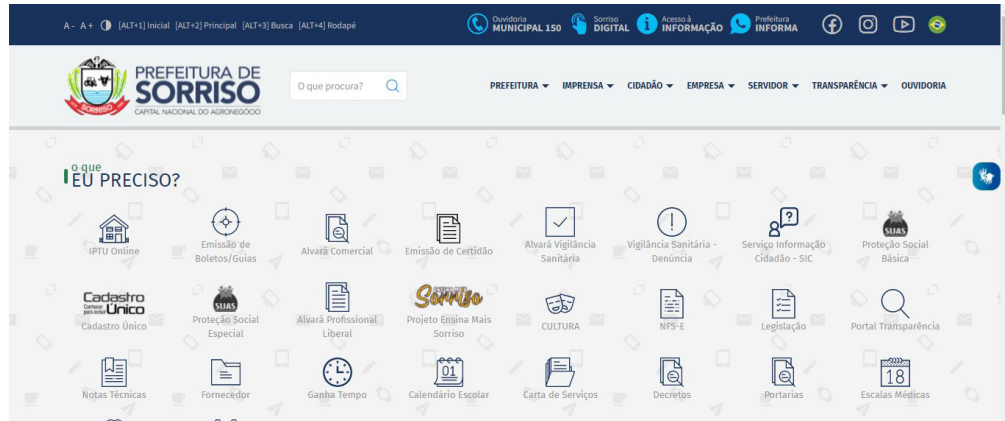 A- A+ [ALT+1] Inicial [ALT+2] Principal [ALT+3] Busca [ALT+4] Rodapé
Ouvidoria
MUNICIPAL 150
Sorriso
DIGITAL
Acesso à
INFORMAÇÃO
Prefeitura
INFORMA
PREFEITURA DE
SORRISO
CAPITAL NACIONAL DO AGRONEGÓCIO
SORRISO
O que procura?
PREFEITURA IMPRENSA CIDADÃO EMPRESA SERVIDOR TRANSPARÊNCIA OUVIDORIA
o que
EU PRECISO?
IPTU Online
Emissão de
Boletos/Guias
Alvará Comercial
Emissão de Certidão
Alvará Vigilância
Sanitária
Vigilância Sanitária -
Denúncia
Serviço Informação
Cidadão - SIC
SUAS
Proteção Social
Básica
Cadastro
Único
Cadastro Único
SUAS
Proteção Social
Especial
Alvará Profissional
Liberal
Sorriso
Projeto Ensina Mais
Sorriso
CULTURA
NFS-E
Legislação
Portal Transparência
Notas Técnicas
Fornecedor
Ganha Tempo
01
Calendário Escolar
Carta de Serviços
Decretos
Portarias
18
Escalas Médicas